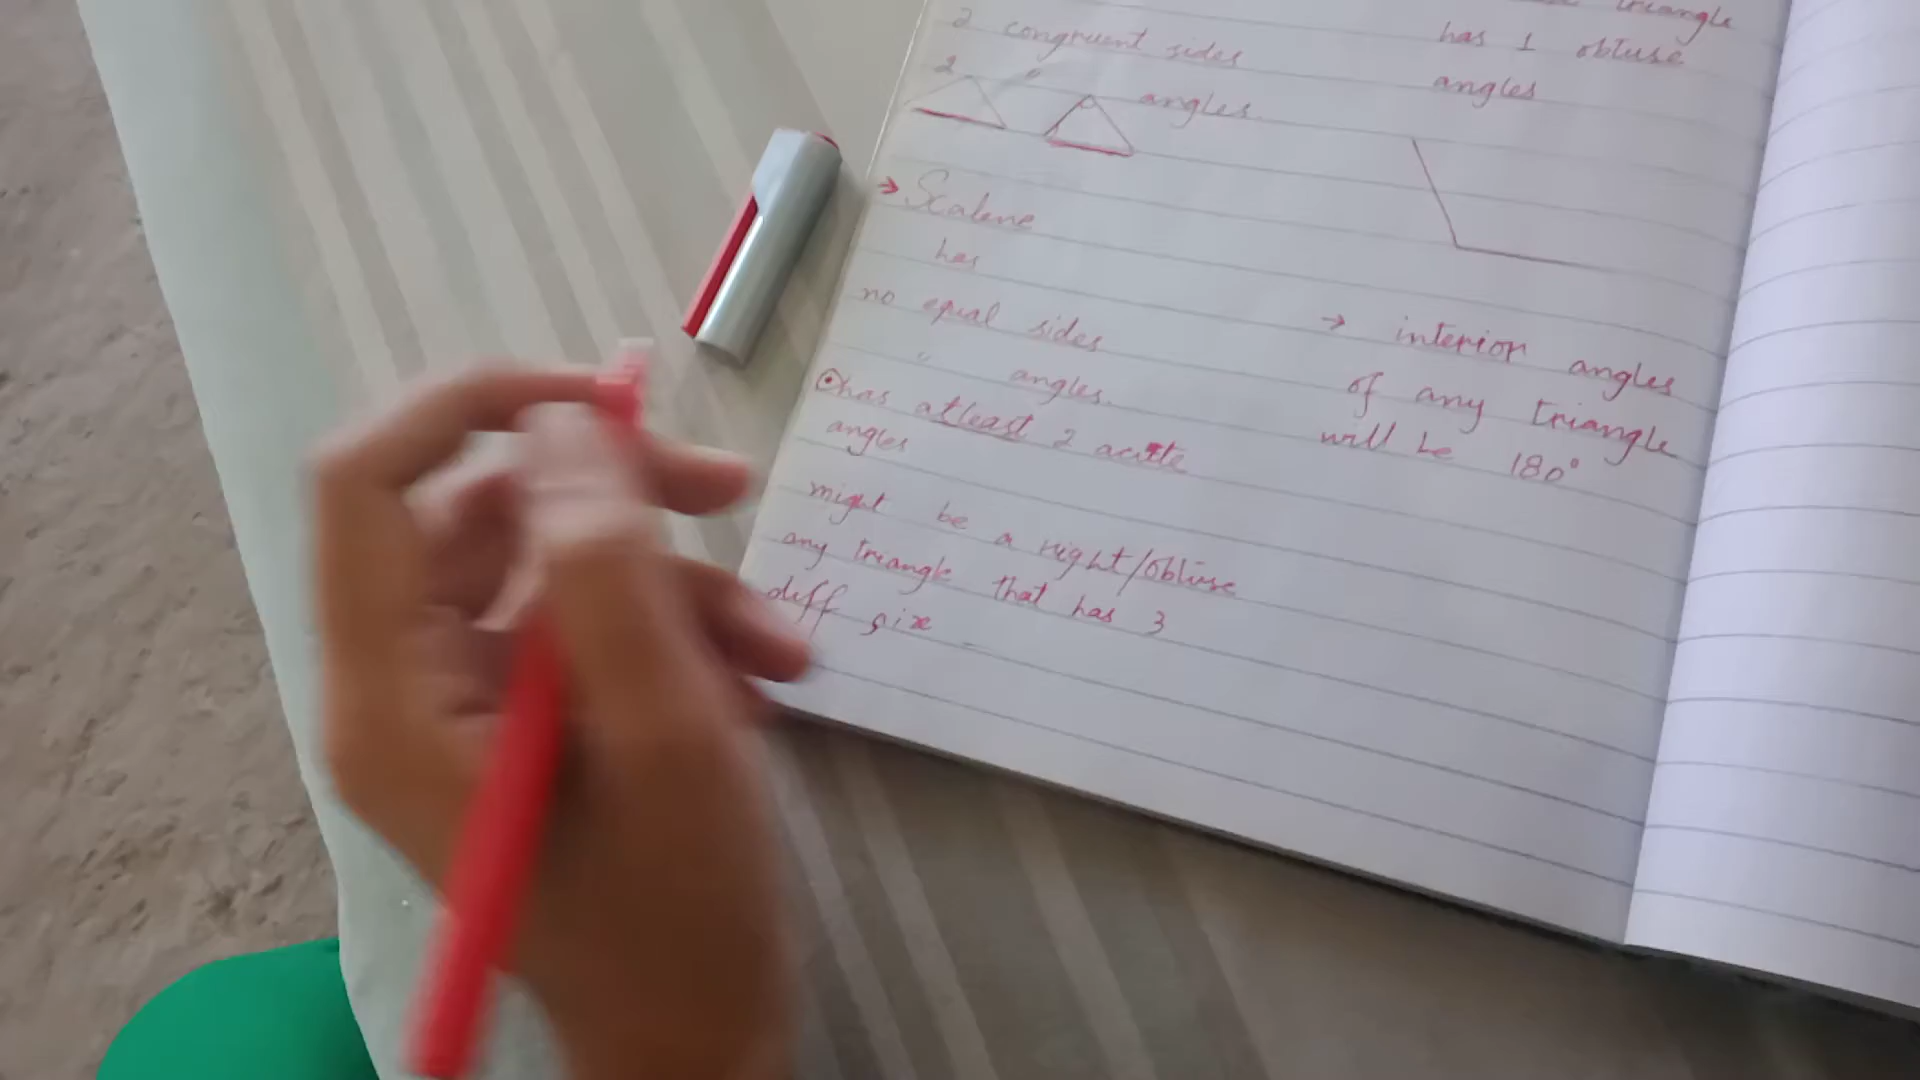 2 congruent sides
2 " angles.
→ Scalene
has
no equal sides
" angles.
has atleast 2 acute
angles
might be a right/obtuse
any triangle that has 3
diff size
triangle
has 1 obtuse
angles
→ interior angles
of any triangle
will be 180°